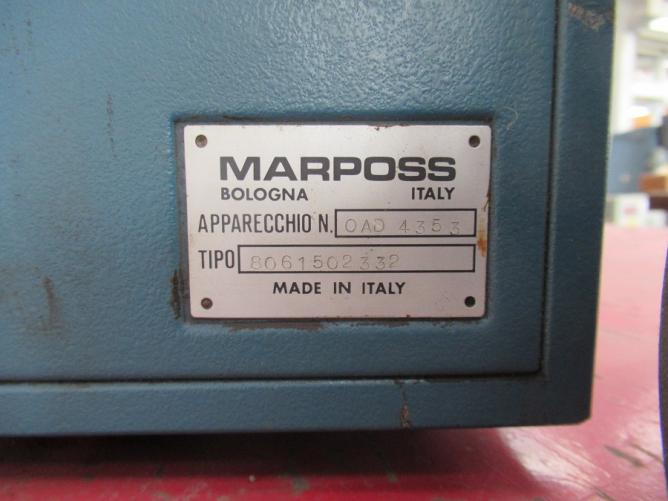 MARPOSS
BOLOGNA ITALY
APPARECCHIO N. OAD 4353
TIPO 8061502332
MADE IN ITALY